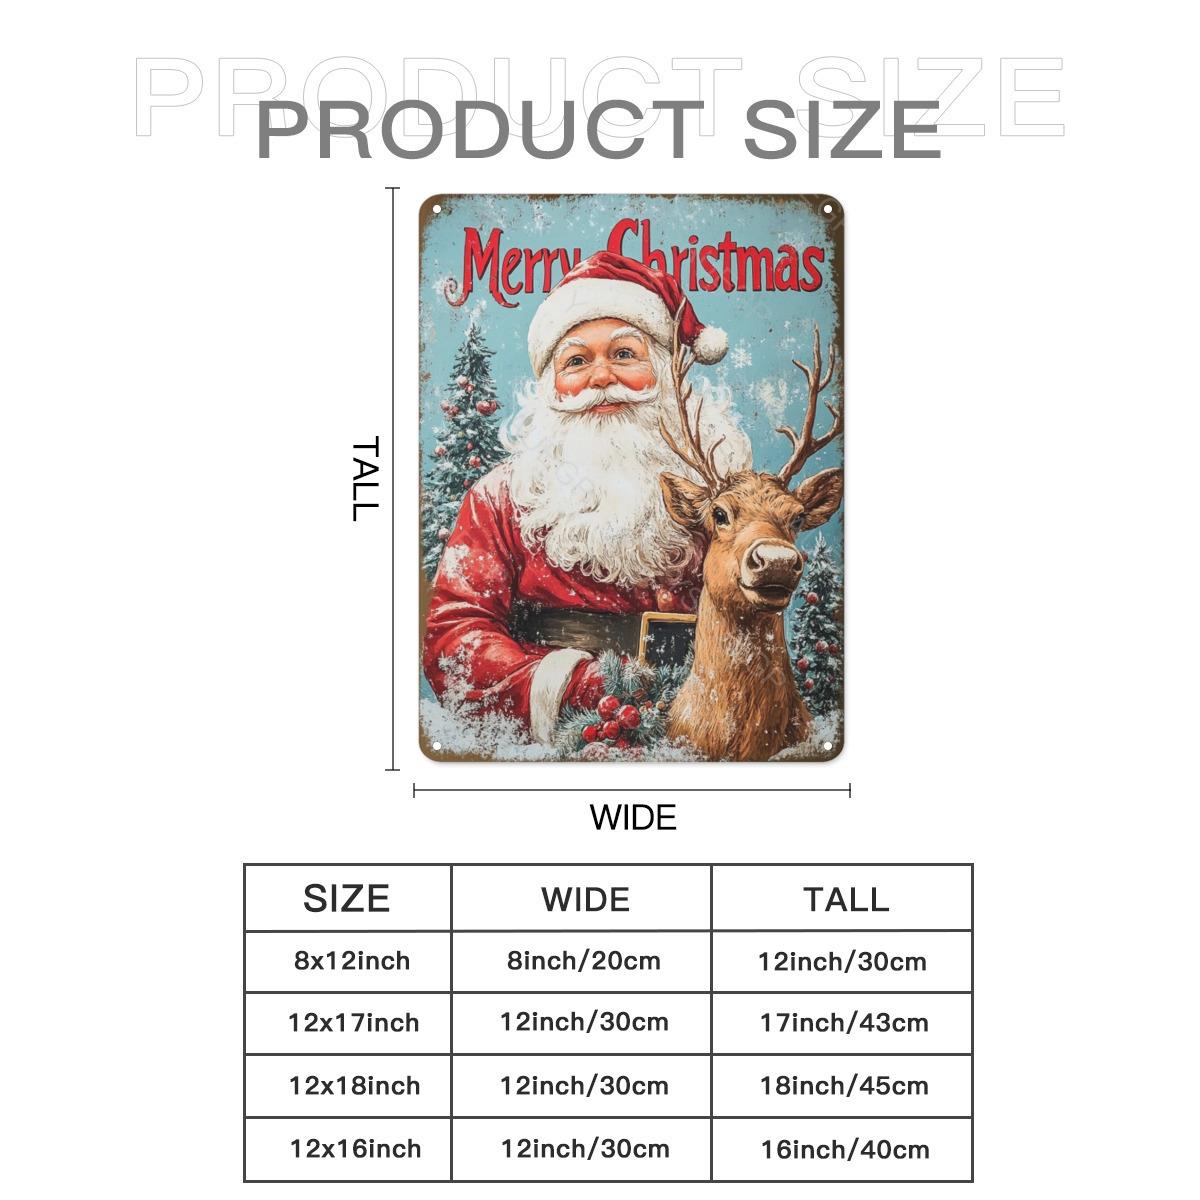 PRODUCT SIZE
PRODUCT SIZE
Merry Christmas
TALL
WIDE
SIZE WIDE TALL
8x12inch 8inch/20cm 12inch/30cm
12x17inch 12inch/30cm 17inch/43cm
12x18inch 12inch/30cm 18inch/45cm
12x16inch 12inch/30cm 16inch/40cm